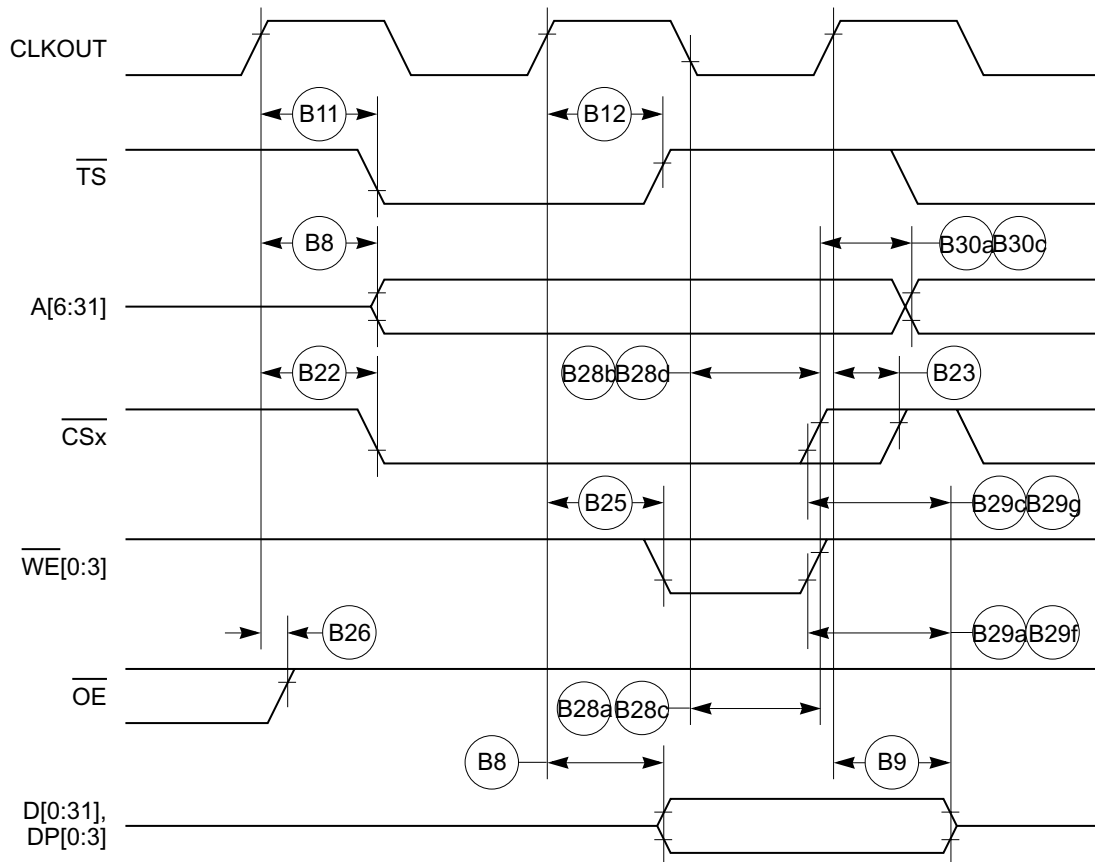 CLKOUT
B11
B12
TS
B8
B30a B30c
A[6:31]
B22
B28b B28d
B23
CSx
B25
B29c B29g
WE[0:3]
B26
B29a B29f
OE
B28a B28c
B8
B9
D[0:31],
DP[0:3]